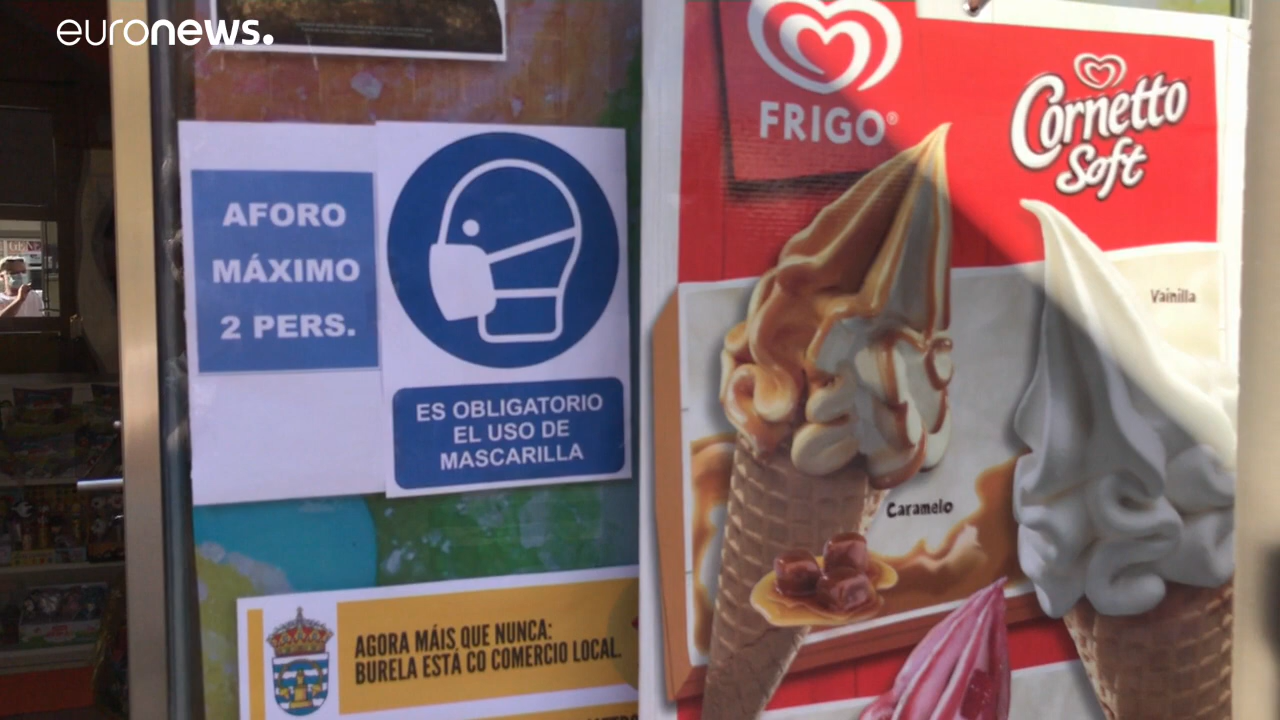 euronews.
AFORO
MÁXIMO
2 PERS.
ES OBLIGATORIO
EL USO DE
MASCARILLA
AGORA MÁIS QUE NUNCA:
BURELA ESTÁ CO COMERCIO LOCAL.
FRIGO®
Cornetto
Soft
Vainilla
Caramelo